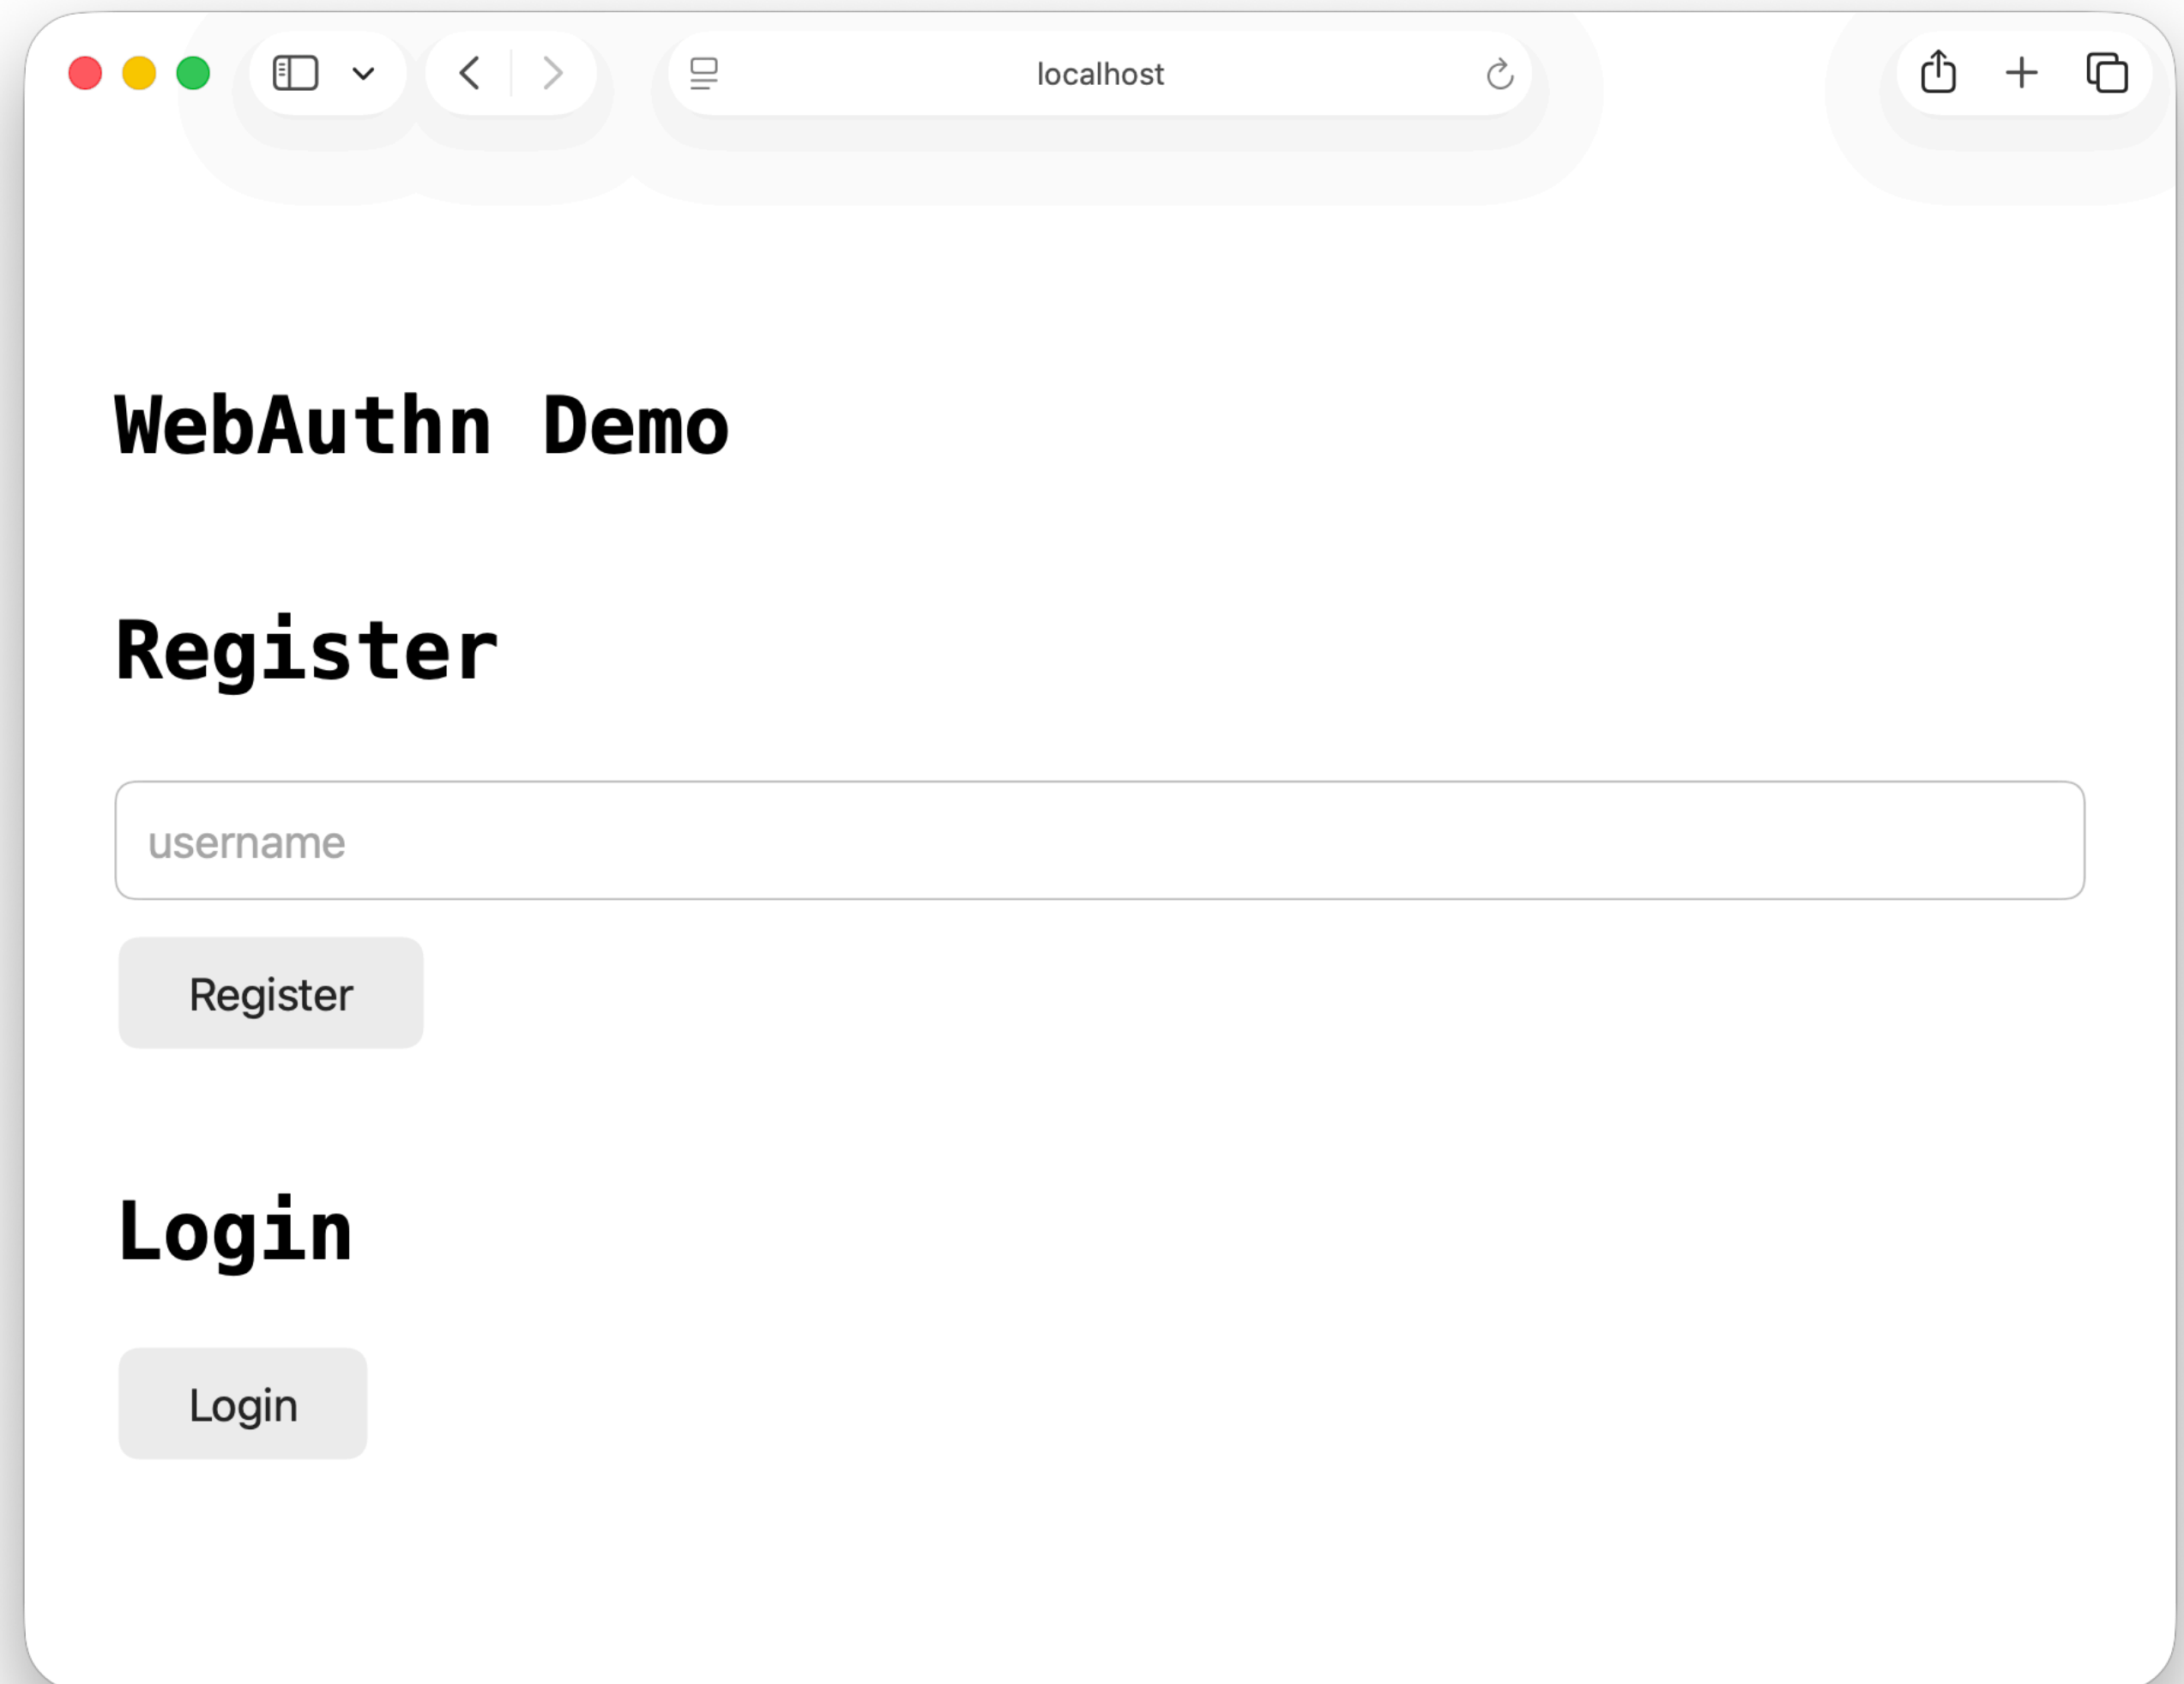 localhost
WebAuthn Demo
Register
username
Register
Login
Login